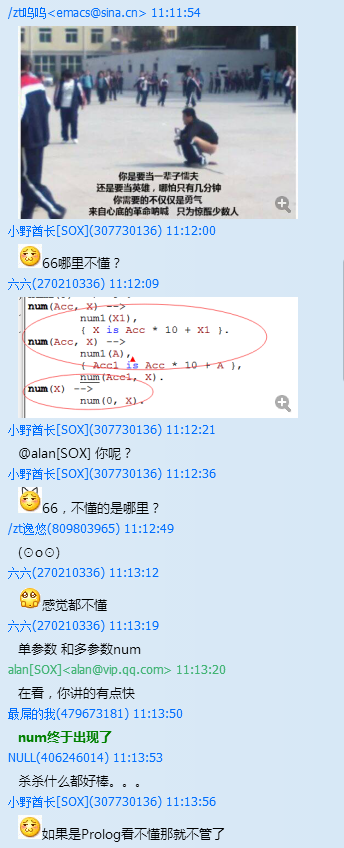 /zt呜呜<emacs@sina.cn> 11:11:54
你是要当一辈子懦夫
还是要当英雄，哪怕只有几分钟
你需要的不仅仅是勇气
来自心底的革命呐喊 只为惊醒少数人
小野酋长[SOX](307730136) 11:12:00
66哪里不懂？
六六(270210336) 11:12:09
num(Acc, X) -->
num1(X1),
{ X is Acc * 10 + X1 }.
num(Acc, X) -->
num1(A),
{ Acc1 is Acc * 10 + A },
num(Acc1, X).
num(X) -->
num(0, X).
小野酋长[SOX](307730136) 11:12:21
@alan[SOX] 你呢？
小野酋长[SOX](307730136) 11:12:36
66，不懂的是哪里？
/zt逸悠(809803965) 11:12:49
(⊙o⊙)
六六(270210336) 11:13:12
感觉都不懂
六六(270210336) 11:13:19
单参数 和多参数num
alan[SOX]<alan@vip.qq.com> 11:13:20
在看，你讲的有点快
最屌的我(479673181) 11:13:50
num终于出现了
NULL(406246014) 11:13:53
杀杀什么都好棒。。。
小野酋长[SOX](307730136) 11:13:56
如果是Prolog看不懂那就不管了